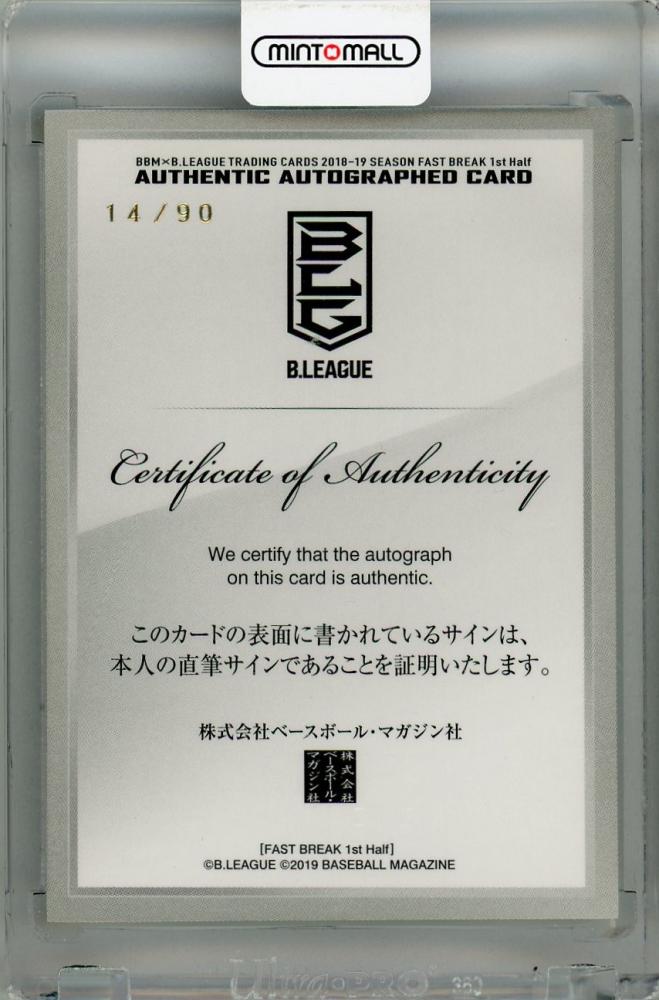 MINTMALL
BBM×B.LEAGUE TRADING CARDS 2018-19 SEASON FAST BREAK 1st Half
AUTHENTIC AUTOGRAPHED CARD
14/90
BLG
B.LEAGUE
Certificate of Authenticity
We certify that the autograph
on this card is authentic.
このカードの表面に書かれているサインは、
本人の直筆サインであることを証明いたします。
株式会社ベースボール・マガジン社
株式会社
ベースボール・
マガジン社
[FAST BREAK 1st Half]
©B.LEAGUE ©2019 BASEBALL MAGAZINE
Ultra·PRO